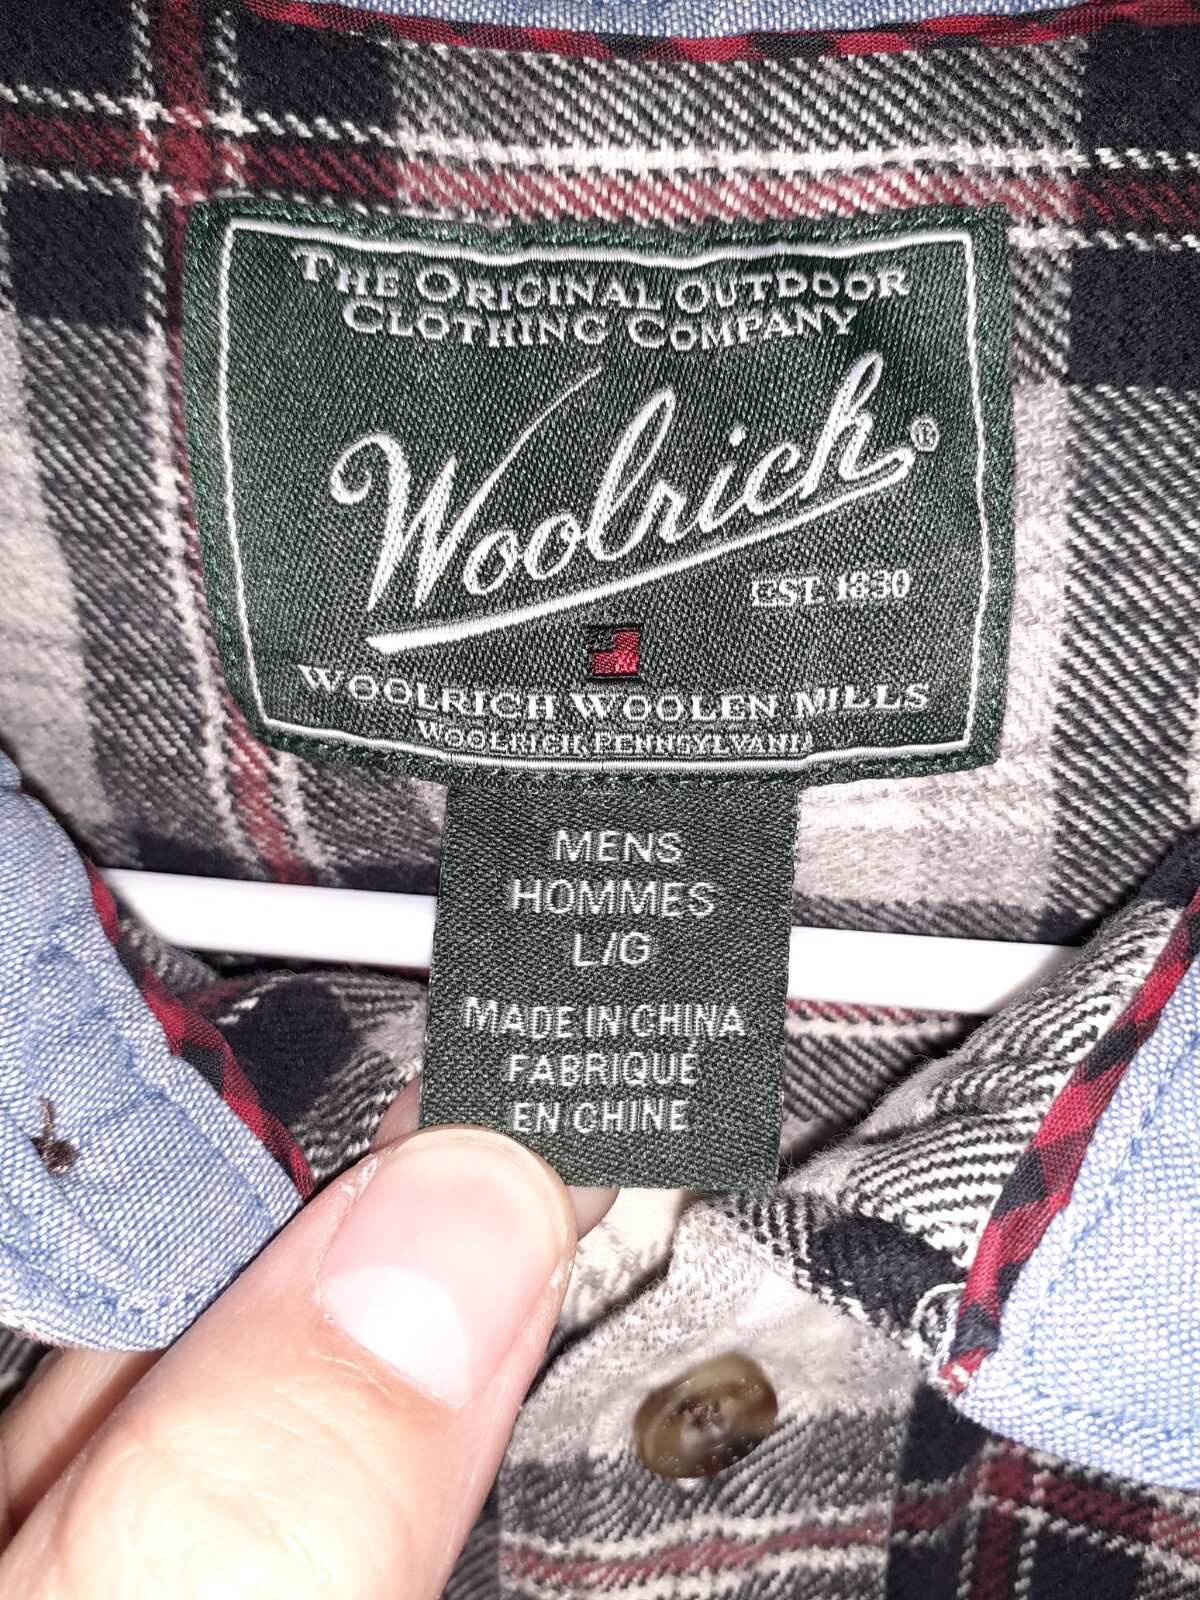 THE ORIGINAL OUTDOOR
CLOTHING COMPANY
Woolrich®
EST. 1830
WOOLRICH WOOLEN MILLS
WOOLRICH, PENNSYLVANIA
MENS
HOMMES
L/G
MADE IN CHINA
FABRIQUÉ
EN CHINE